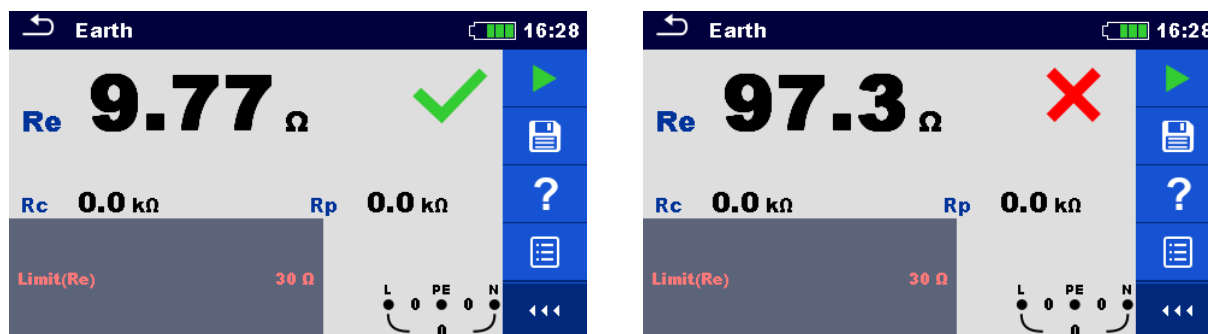 Earth 16:28
Re 9.77 Ω
Rc 0.0 kΩ Rp 0.0 kΩ
?
Limit(Re) 30 Ω
L PE N
0 0
0
Earth 16:28
Re 97.3 Ω
Rc 0.0 kΩ Rp 0.0 kΩ
?
Limit(Re) 30 Ω
L PE N
0 0
0